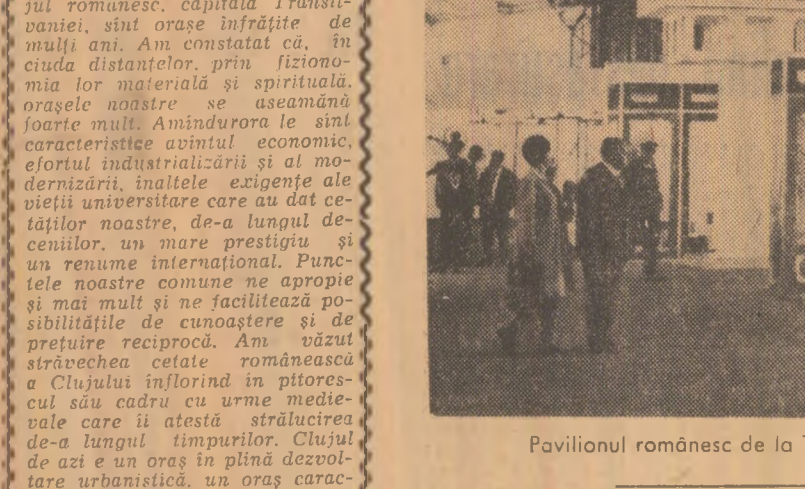 jul românesc, capitala Transil-
vaniei, sînt orașe înfrățite de
mulți ani. Am constatat că, în
ciuda distanțelor, prin fiziono-
mia lor materială și spirituală,
orașele noastre se aseamănă
foarte mult. Amîndurora le sînt
caracteristice avîntul economic,
efortul industrializării și al mo-
dernizării, înaltele exigențe ale
vieții universitare care au dat ce-
tăților noastre, de-a lungul de-
ceniilor, un mare prestigiu și
un renume internațional. Punc-
tele noastre comune ne apropie
și mai mult și ne facilitează po-
sibilitățile de cunoaștere și de
prețuire reciprocă. Am văzut
străvechea cetate românească
a Clujului înflorind în pitores-
cul său cadru cu urme medie-
vale care îi atestă strălucirea
de-a lungul timpurilor. Clujul
de azi e un oraș în plină dezvol-
tare urbanistică, un oraș carac-
Pavilionul românesc de la